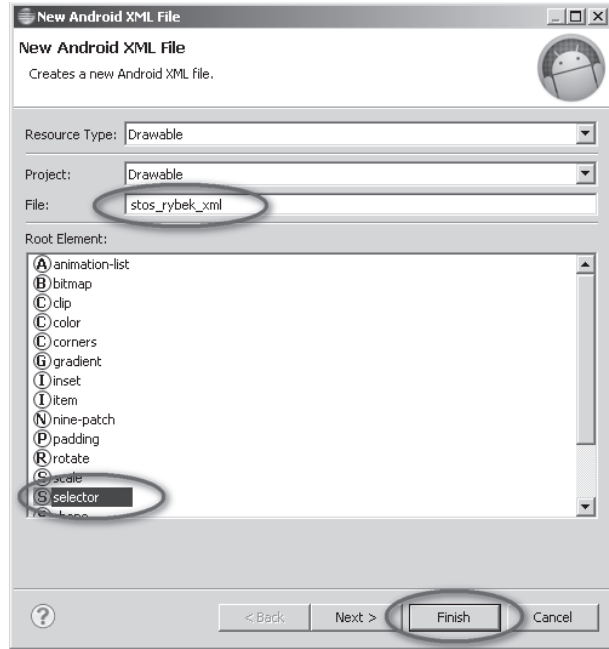 New Android XML File
New Android XML File
Creates a new Android XML file.
Resource Type: Drawable
Project: Drawable
File: stos_rybek_xml
Root Element:
A animation-list
B bitmap
C clip
C color
C corners
G gradient
I inset
I item
N nine-patch
P padding
R rotate
S scale
S selector
S shape
? < Back Next > Finish Cancel